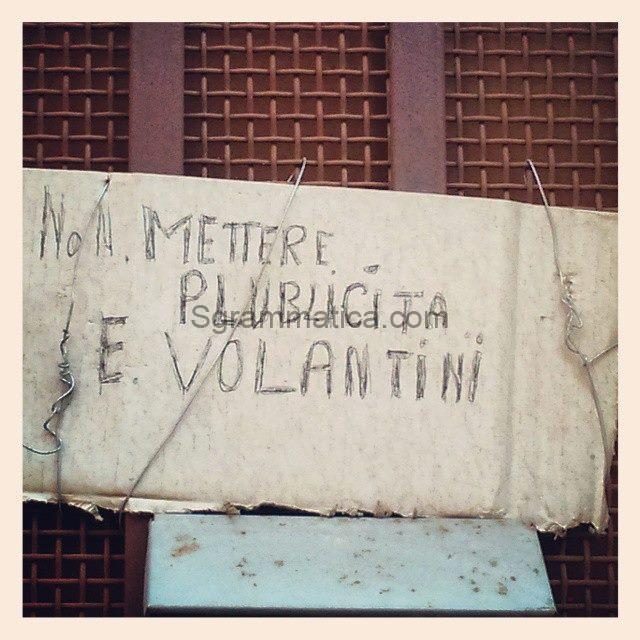 NoN. METTERE.
PLUBLICITA
Sgrammatica.com
E. VOLANTiNi